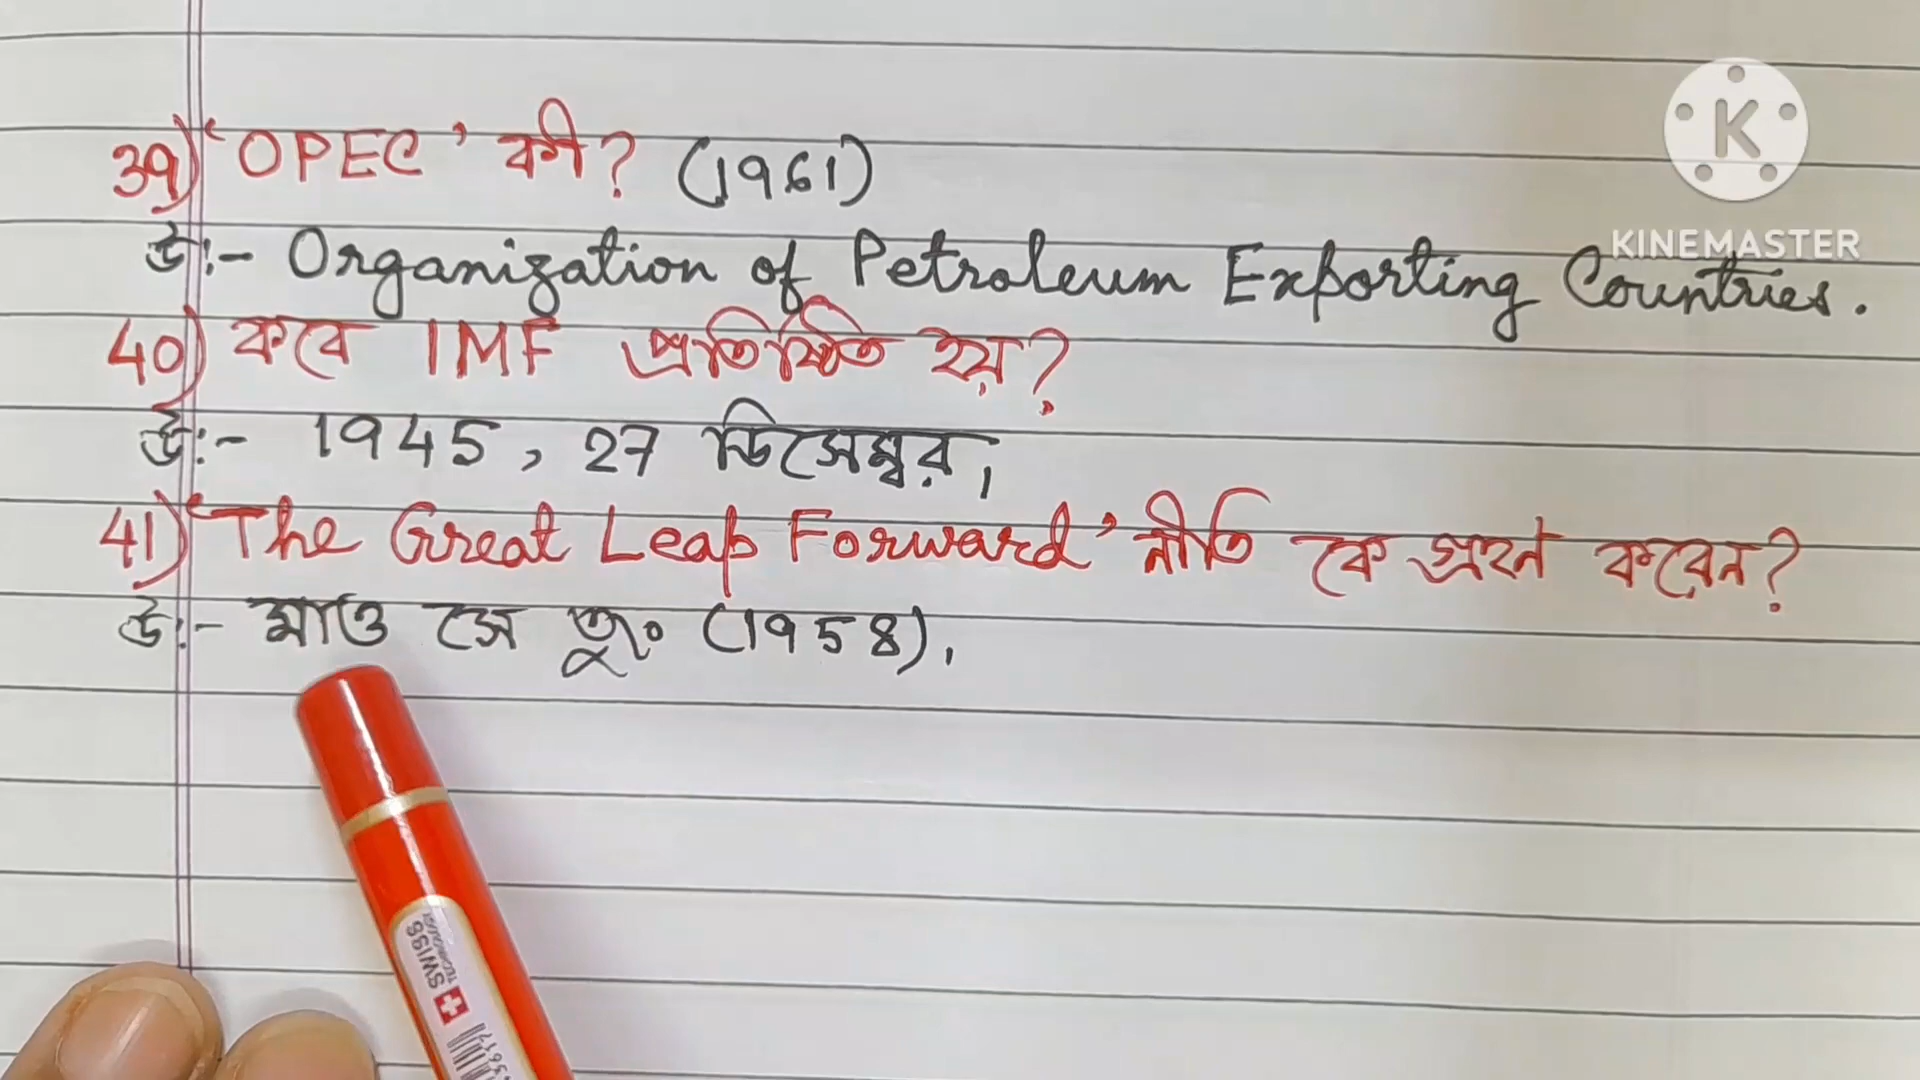 39) 'OPEC' কী? (1961)
উঃ- Organization of Petroleum Exporting Countries.
40) কবে IMF প্রতিষ্ঠিত হয়?
উঃ- 1945, 27 ডিসেম্বর,
41) 'The Great Leap Forward' নীতি কে গ্রহণ করেন?
উঃ- মাও সে তুং (1958),
K
KINEMASTER
SWISS